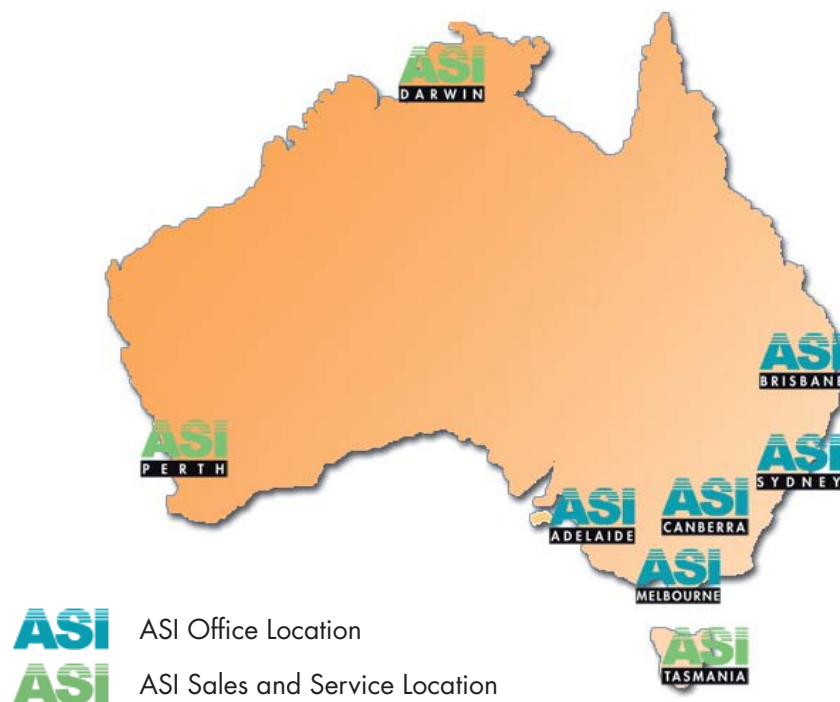 ASI
DARWIN
ASI
BRISBANE
ASI
PERTH
ASI
SYDNEY
ASI
ADELAIDE
ASI
CANBERRA
ASI
MELBOURNE
ASI ASI Office Location
ASI
TASMANIA
ASI ASI Sales and Service Location